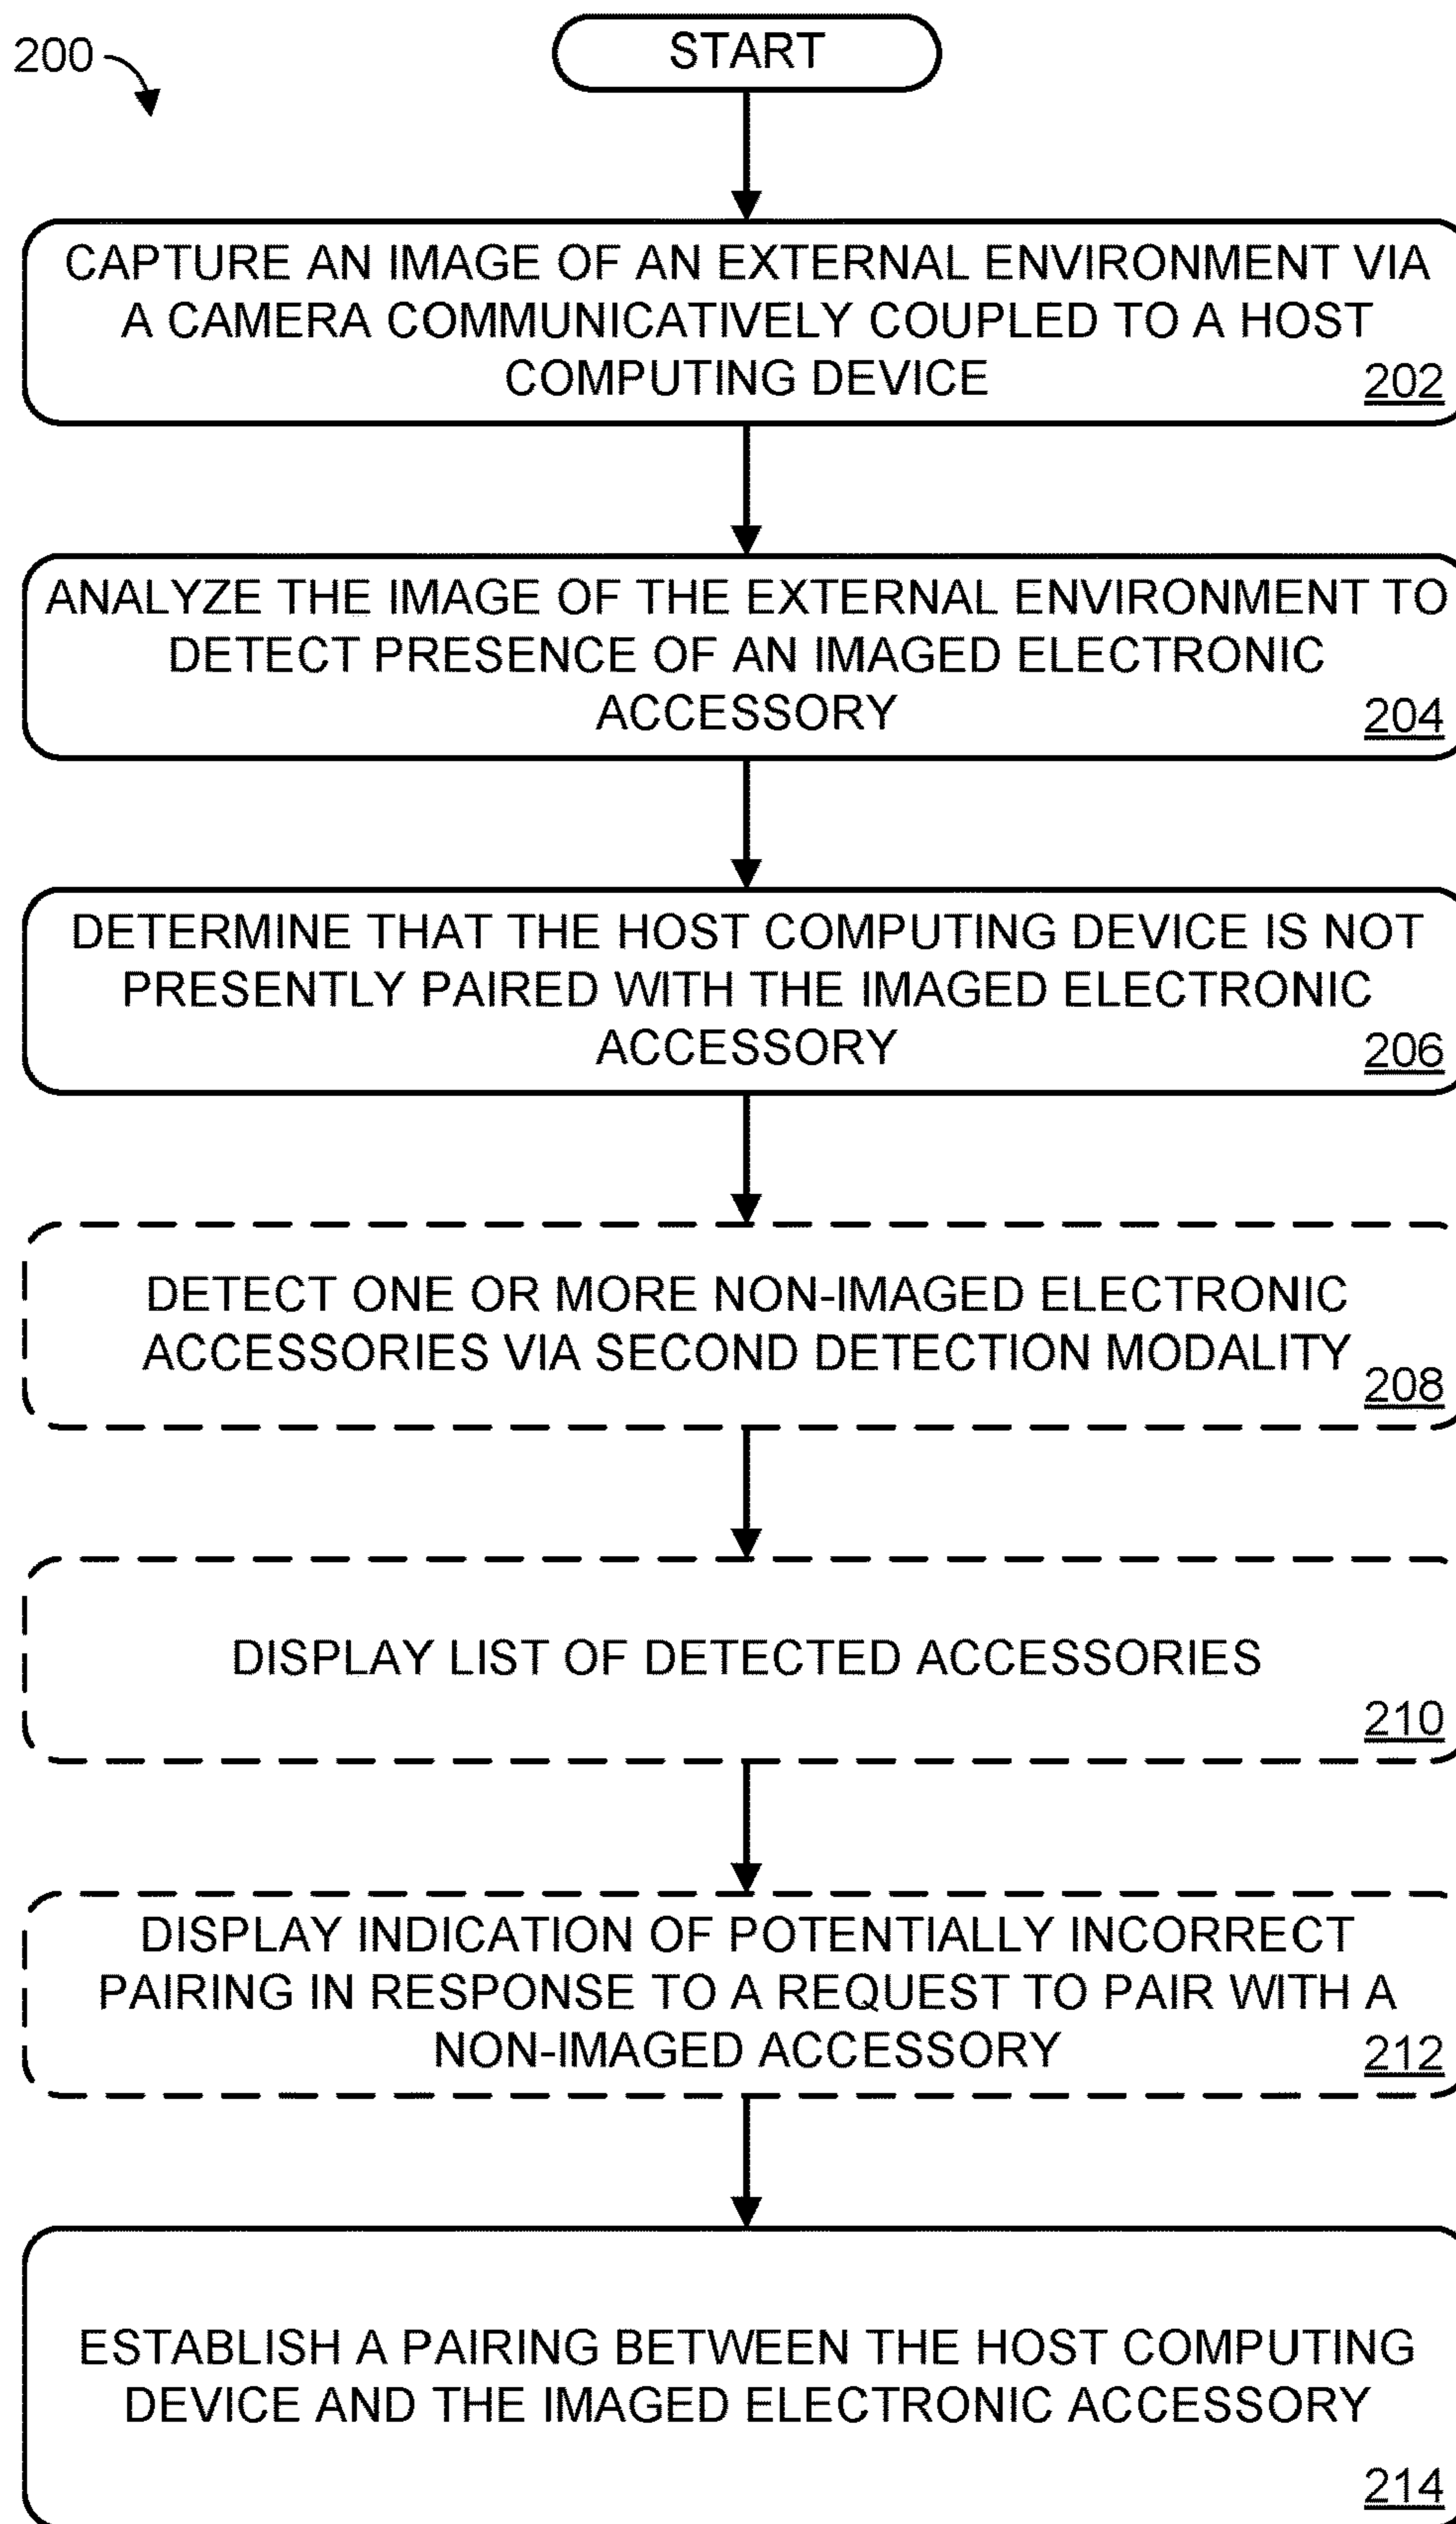 200
START
CAPTURE AN IMAGE OF AN EXTERNAL ENVIRONMENT VIA
A CAMERA COMMUNICATIVELY COUPLED TO A HOST
COMPUTING DEVICE
202
ANALYZE THE IMAGE OF THE EXTERNAL ENVIRONMENT TO
DETECT PRESENCE OF AN IMAGED ELECTRONIC
ACCESSORY
204
DETERMINE THAT THE HOST COMPUTING DEVICE IS NOT
PRESENTLY PAIRED WITH THE IMAGED ELECTRONIC
ACCESSORY
206
DETECT ONE OR MORE NON-IMAGED ELECTRONIC
ACCESSORIES VIA SECOND DETECTION MODALITY
208
DISPLAY LIST OF DETECTED ACCESSORIES
210
DISPLAY INDICATION OF POTENTIALLY INCORRECT
PAIRING IN RESPONSE TO A REQUEST TO PAIR WITH A
NON-IMAGED ACCESSORY
212
ESTABLISH A PAIRING BETWEEN THE HOST COMPUTING
DEVICE AND THE IMAGED ELECTRONIC ACCESSORY
214